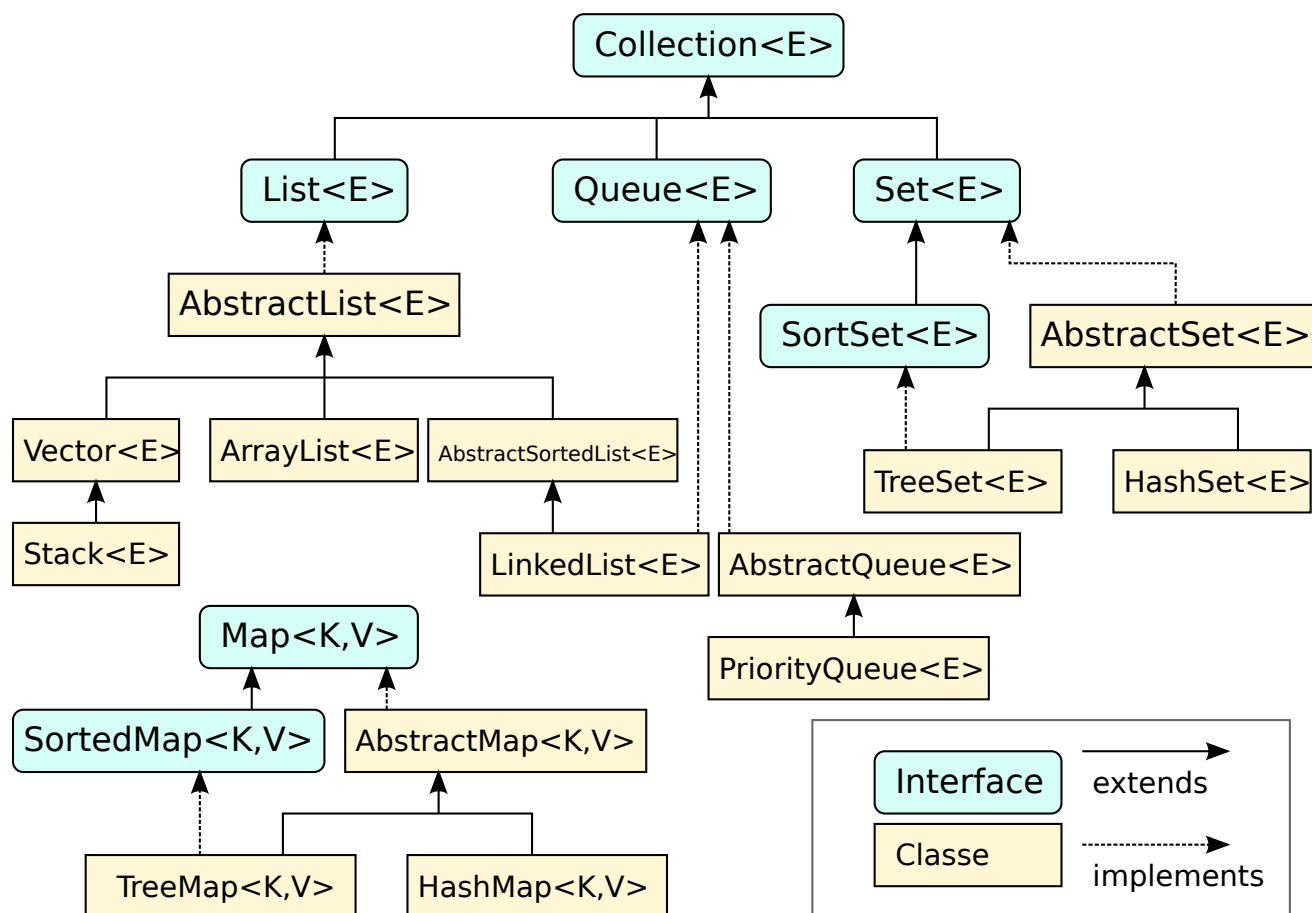 Collection<E>
List<E>
Queue<E>
Set<E>
AbstractList<E>
SortSet<E>
AbstractSet<E>
Vector<E>
ArrayList<E>
AbstractSortedList<E>
TreeSet<E>
HashSet<E>
Stack<E>
LinkedList<E>
AbstractQueue<E>
Map<K,V>
PriorityQueue<E>
SortedMap<K,V>
AbstractMap<K,V>
TreeMap<K,V>
HashMap<K,V>
Interface
extends
Classe
implements